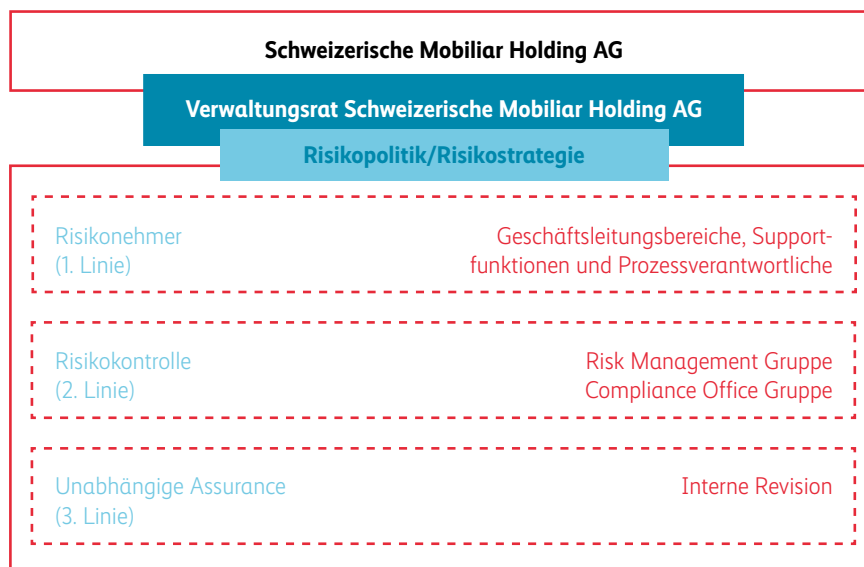 Schweizerische Mobiliar Holding AG
Verwaltungsrat Schweizerische Mobiliar Holding AG
Risikopolitik/Risikostrategie
Risikonehmer
(1. Linie)
Geschäftsleitungsbereiche, Support-
funktionen und Prozessverantwortliche
Risikokontrolle
(2. Linie)
Risk Management Gruppe
Compliance Office Gruppe
Unabhängige Assurance
(3. Linie)
Interne Revision